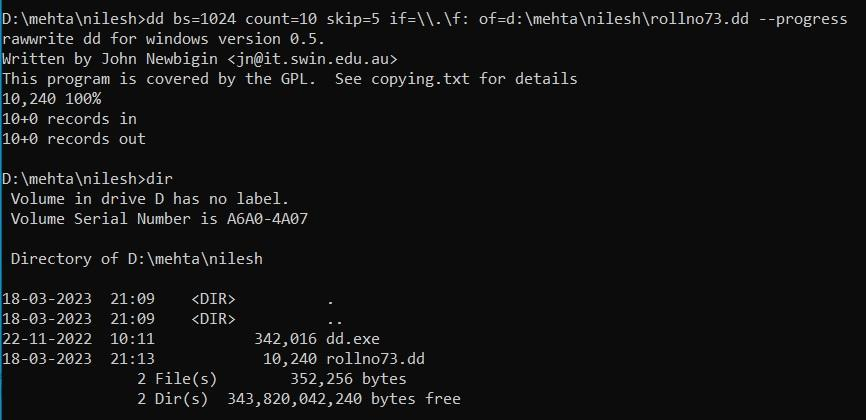 D:\mehta\nilesh>dd bs=1024 count=10 skip=5 if=\\.\f: of=d:\mehta\nilesh\rollno73.dd --progress
rawwrite dd for windows version 0.5.
Written by John Newbigin <jn@it.swin.edu.au>
This program is covered by the GPL.  See copying.txt for details
10,240 100%
10+0 records in
10+0 records out
D:\mehta\nilesh>dir
 Volume in drive D has no label.
 Volume Serial Number is A6A0-4A07
 Directory of D:\mehta\nilesh
18-03-2023  21:09    <DIR>          .
18-03-2023  21:09    <DIR>          ..
22-11-2022  10:11           342,016 dd.exe
18-03-2023  21:13            10,240 rollno73.dd
               2 File(s)        352,256 bytes
               2 Dir(s)  343,820,042,240 bytes free